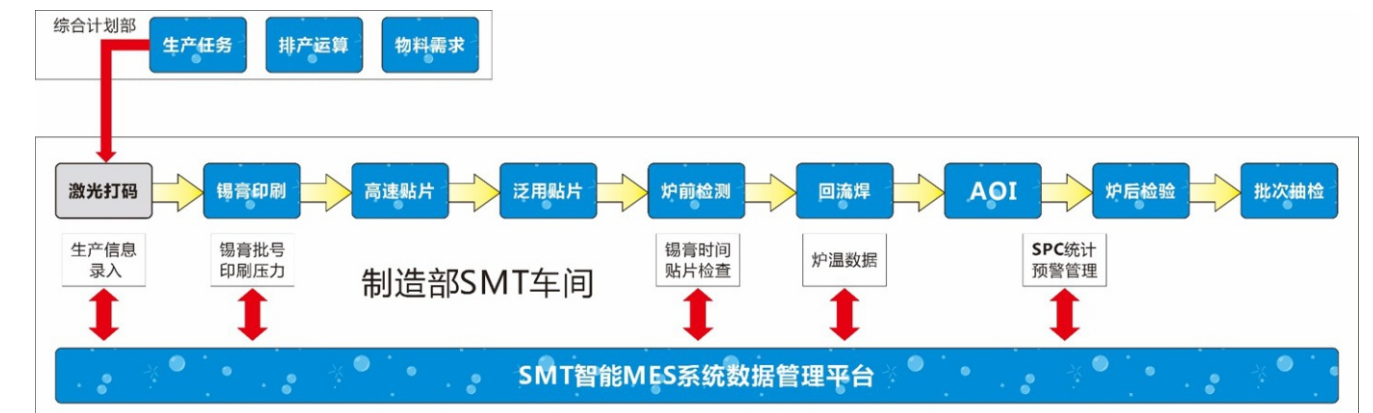 综合计划部
生产任务
排产运算
物料需求
激光打码
锡膏印刷
高速贴片
泛用贴片
炉前检测
回流焊
AOI
炉后检验
批次抽检
生产信息
录入
锡膏批号
印刷压力
锡膏时间
贴片检查
炉温数据
SPC统计
预警管理
制造部SMT车间
SMT智能MES系统数据管理平台